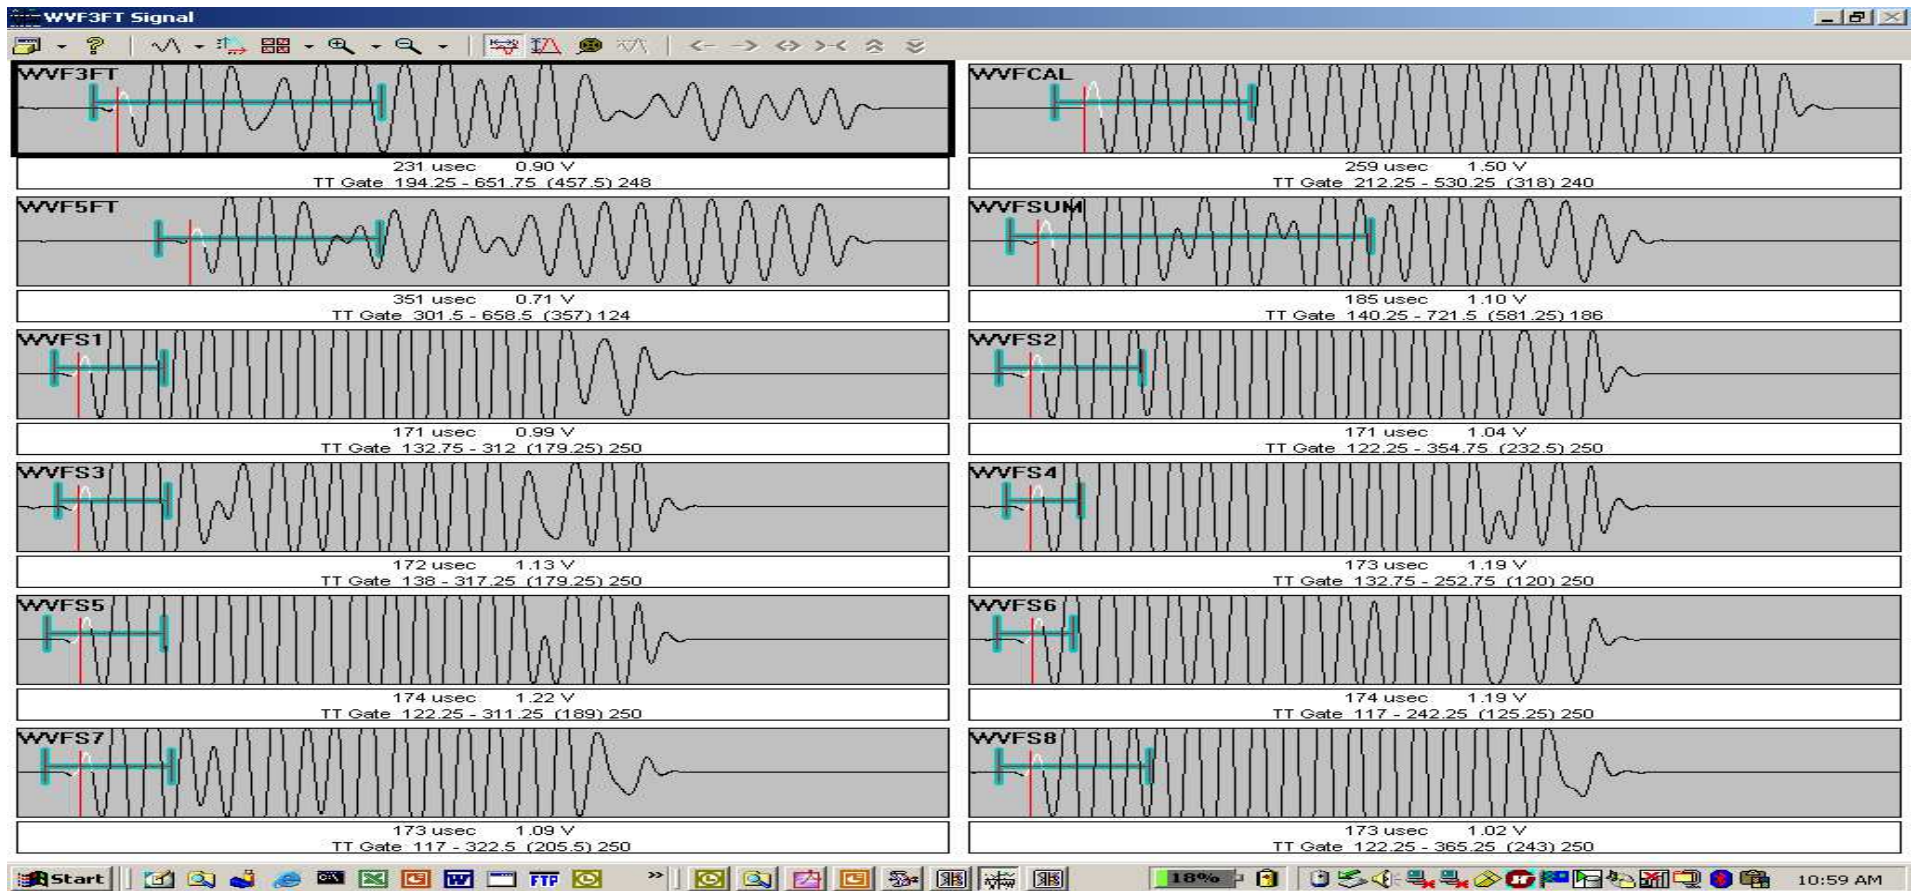 WVF3FT Signal
WVF3FT
231 usec 0.90 V
TT Gate 194.25 - 651.75 (457.5) 248
WVFCAL
259 usec 1.50 V
TT Gate 212.25 - 530.25 (318) 240
WVF5FT
351 usec 0.71 V
TT Gate 301.5 - 658.5 (357) 124
WVFSUM
185 usec 1.10 V
TT Gate 140.25 - 721.5 (581.25) 186
WVFS1
171 usec 0.99 V
TT Gate 132.75 - 312 (179.25) 250
WVFS2
171 usec 1.04 V
TT Gate 122.25 - 354.75 (232.5) 250
WVFS3
172 usec 1.13 V
TT Gate 138 - 317.25 (179.25) 250
WVFS4
173 usec 1.19 V
TT Gate 132.75 - 252.75 (120) 250
WVFS5
174 usec 1.22 V
TT Gate 122.25 - 311.25 (189) 250
WVFS6
174 usec 1.19 V
TT Gate 117 - 242.25 (125.25) 250
WVFS7
173 usec 1.09 V
TT Gate 117 - 322.5 (205.5) 250
WVFS8
173 usec 1.02 V
TT Gate 122.25 - 365.25 (243) 250
Start FTP » 18% 10:59 AM